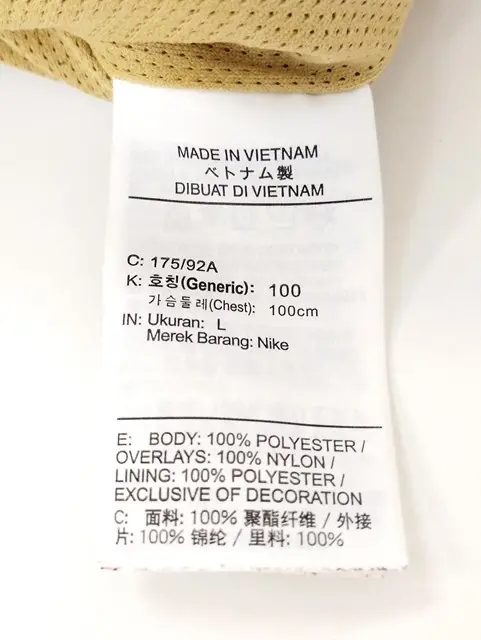 MADE IN VIETNAM
ベトナム製
DIBUAT DI VIETNAM
C: 175/92A
K: 호칭(Generic): 100
가슴둘레(Chest): 100cm
IN: Ukuran: L
Merek Barang: Nike
E: BODY: 100% POLYESTER /
OVERLAYS: 100% NYLON /
LINING: 100% POLYESTER /
EXCLUSIVE OF DECORATION
C: 面料: 100% 聚酯纤维 / 外接
片: 100% 锦纶 / 里料: 100%